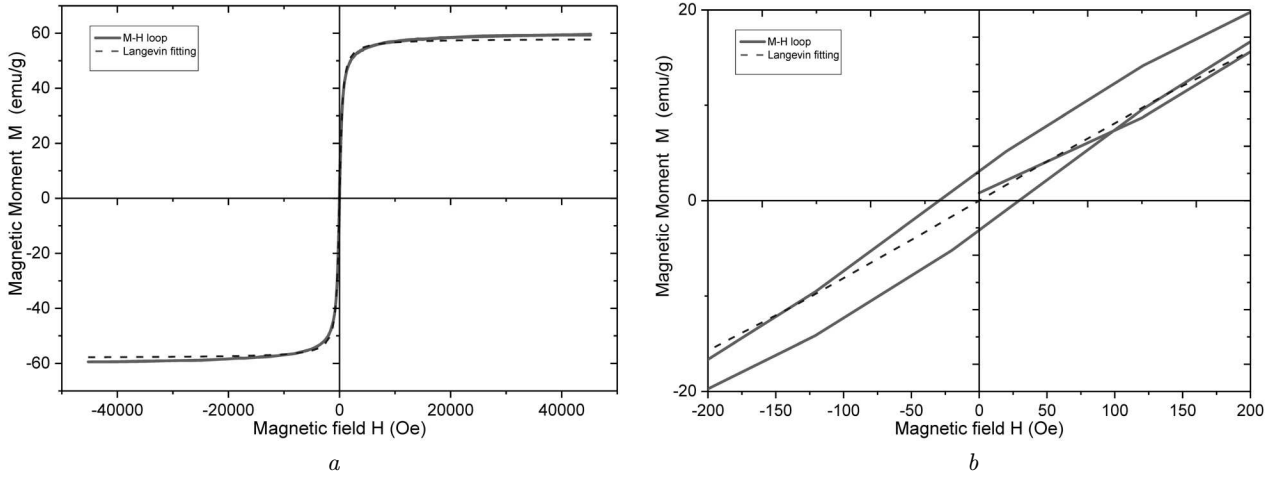 60
40
20
0
-20
-40
-60
-40000 -20000 0 20000 40000
Magnetic Moment M (emu/g)
Magnetic field H (Oe)
M-H loop
Langevin fitting
a
20
0
-20
-200 -150 -100 -50 0 50 100 150 200
Magnetic Moment M (emu/g)
Magnetic field H (Oe)
M-H loop
Langevin fitting
b